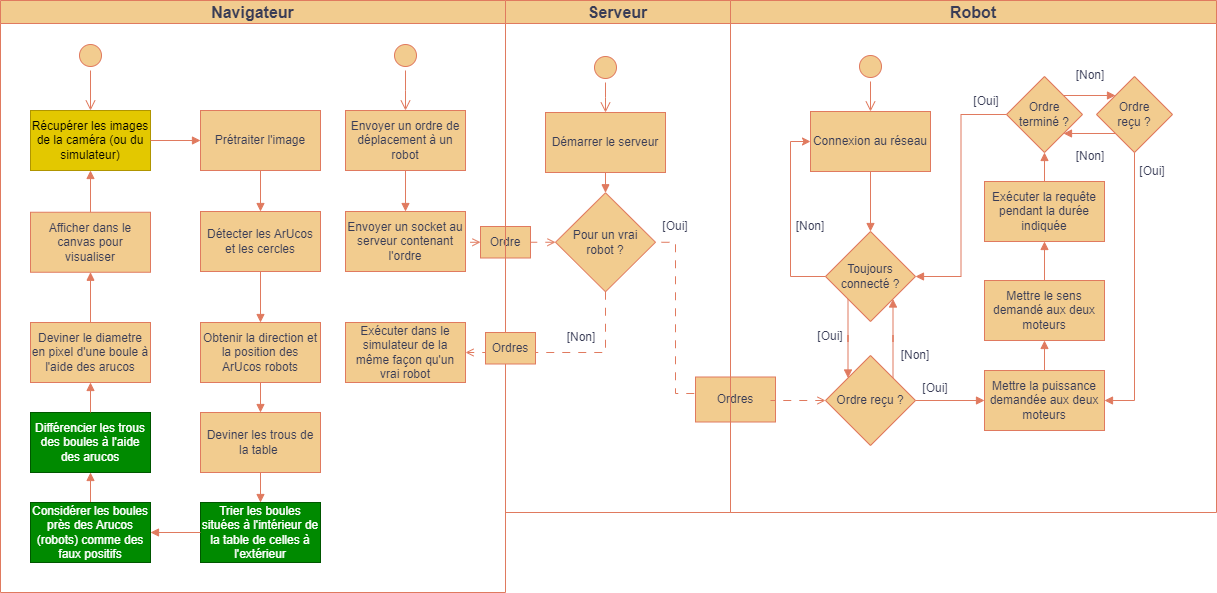 Navigateur
Serveur
Robot
Récupérer les images
de la caméra (ou du
simulateur)
Prétraiter l'image
Envoyer un ordre de
déplacement à un
robot
Démarrer le serveur
Connexion au réseau
[Oui]
Ordre
terminé ?
[Non]
Ordre
reçu ?
[Non]
[Oui]
Afficher dans le
canvas pour
visualiser
Détecter les ArUcos
et les cercles
Envoyer un socket au
serveur contenant
l'ordre
Ordre
Pour un vrai
robot ?
[Oui]
[Non]
Toujours
connecté ?
Exécuter la requête
pendant la durée
indiquée
Mettre le sens
demandé aux deux
moteurs
Deviner le diametre
en pixel d'une boule à
l'aide des arucos
Obtenir la direction et
la position des
ArUcos robots
Exécuter dans le
simulateur de la
même façon qu'un
vrai robot
Ordres
[Non]
[Oui]
[Non]
Ordres
Ordre reçu ?
[Oui]
Mettre la puissance
demandée aux deux
moteurs
Différencier les trous
des boules à l'aide
des arucos
Deviner les trous de
la table
Considérer les boules
près des Arucos
(robots) comme des
faux positifs
Trier les boules
situées à l'intérieur de
la table de celles à
l'extérieur